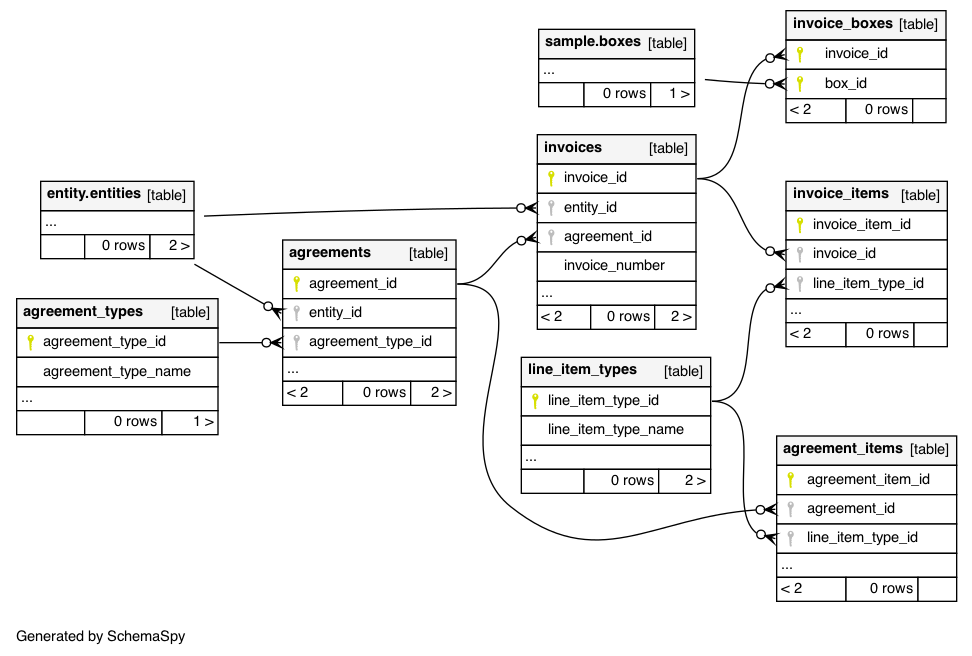 sample.boxes [table]
...
0 rows 1 >
invoice_boxes [table]
invoice_id
box_id
< 2 0 rows
invoices [table]
invoice_id
entity_id
agreement_id
invoice_number
...
< 2 0 rows 2 >
invoice_items [table]
invoice_item_id
invoice_id
line_item_type_id
...
< 2 0 rows
entity.entities [table]
...
0 rows 2 >
agreements [table]
agreement_id
entity_id
agreement_type_id
...
< 2 0 rows 2 >
agreement_types [table]
agreement_type_id
agreement_type_name
...
0 rows 1 >
line_item_types [table]
line_item_type_id
line_item_type_name
...
0 rows 2 >
agreement_items [table]
agreement_item_id
agreement_id
line_item_type_id
...
< 2 0 rows
Generated by SchemaSpy